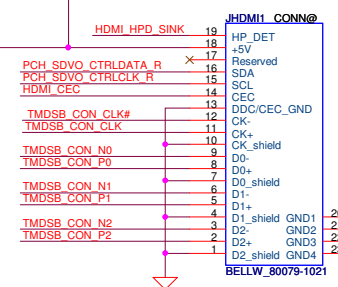 JHDMI1 CONN@
HDMI_HPD_SINK 19 HP_DET
18 +5V
17 Reserved
PCH_SDVO_CTRLDATA_R 16 SDA
PCH_SDVO_CTRLCLK_R 15 SCL
HDMI_CEC 14 CEC
13 DDC/CEC_GND
TMDSB_CON_CLK# 12 CK-
TMDSB_CON_CLK 11 CK+
10 CK_shield
TMDSB_CON_N0 9 D0-
TMDSB_CON_P0 8 D0+
7 D0_shield
TMDSB_CON_N1 6 D1-
TMDSB_CON_P1 5 D1+
4 D1_shield GND1
TMDSB_CON_N2 3 D2- GND2
TMDSB_CON_P2 2 D2+ GND3
1 D2_shield GND4
BELLW_80079-1021